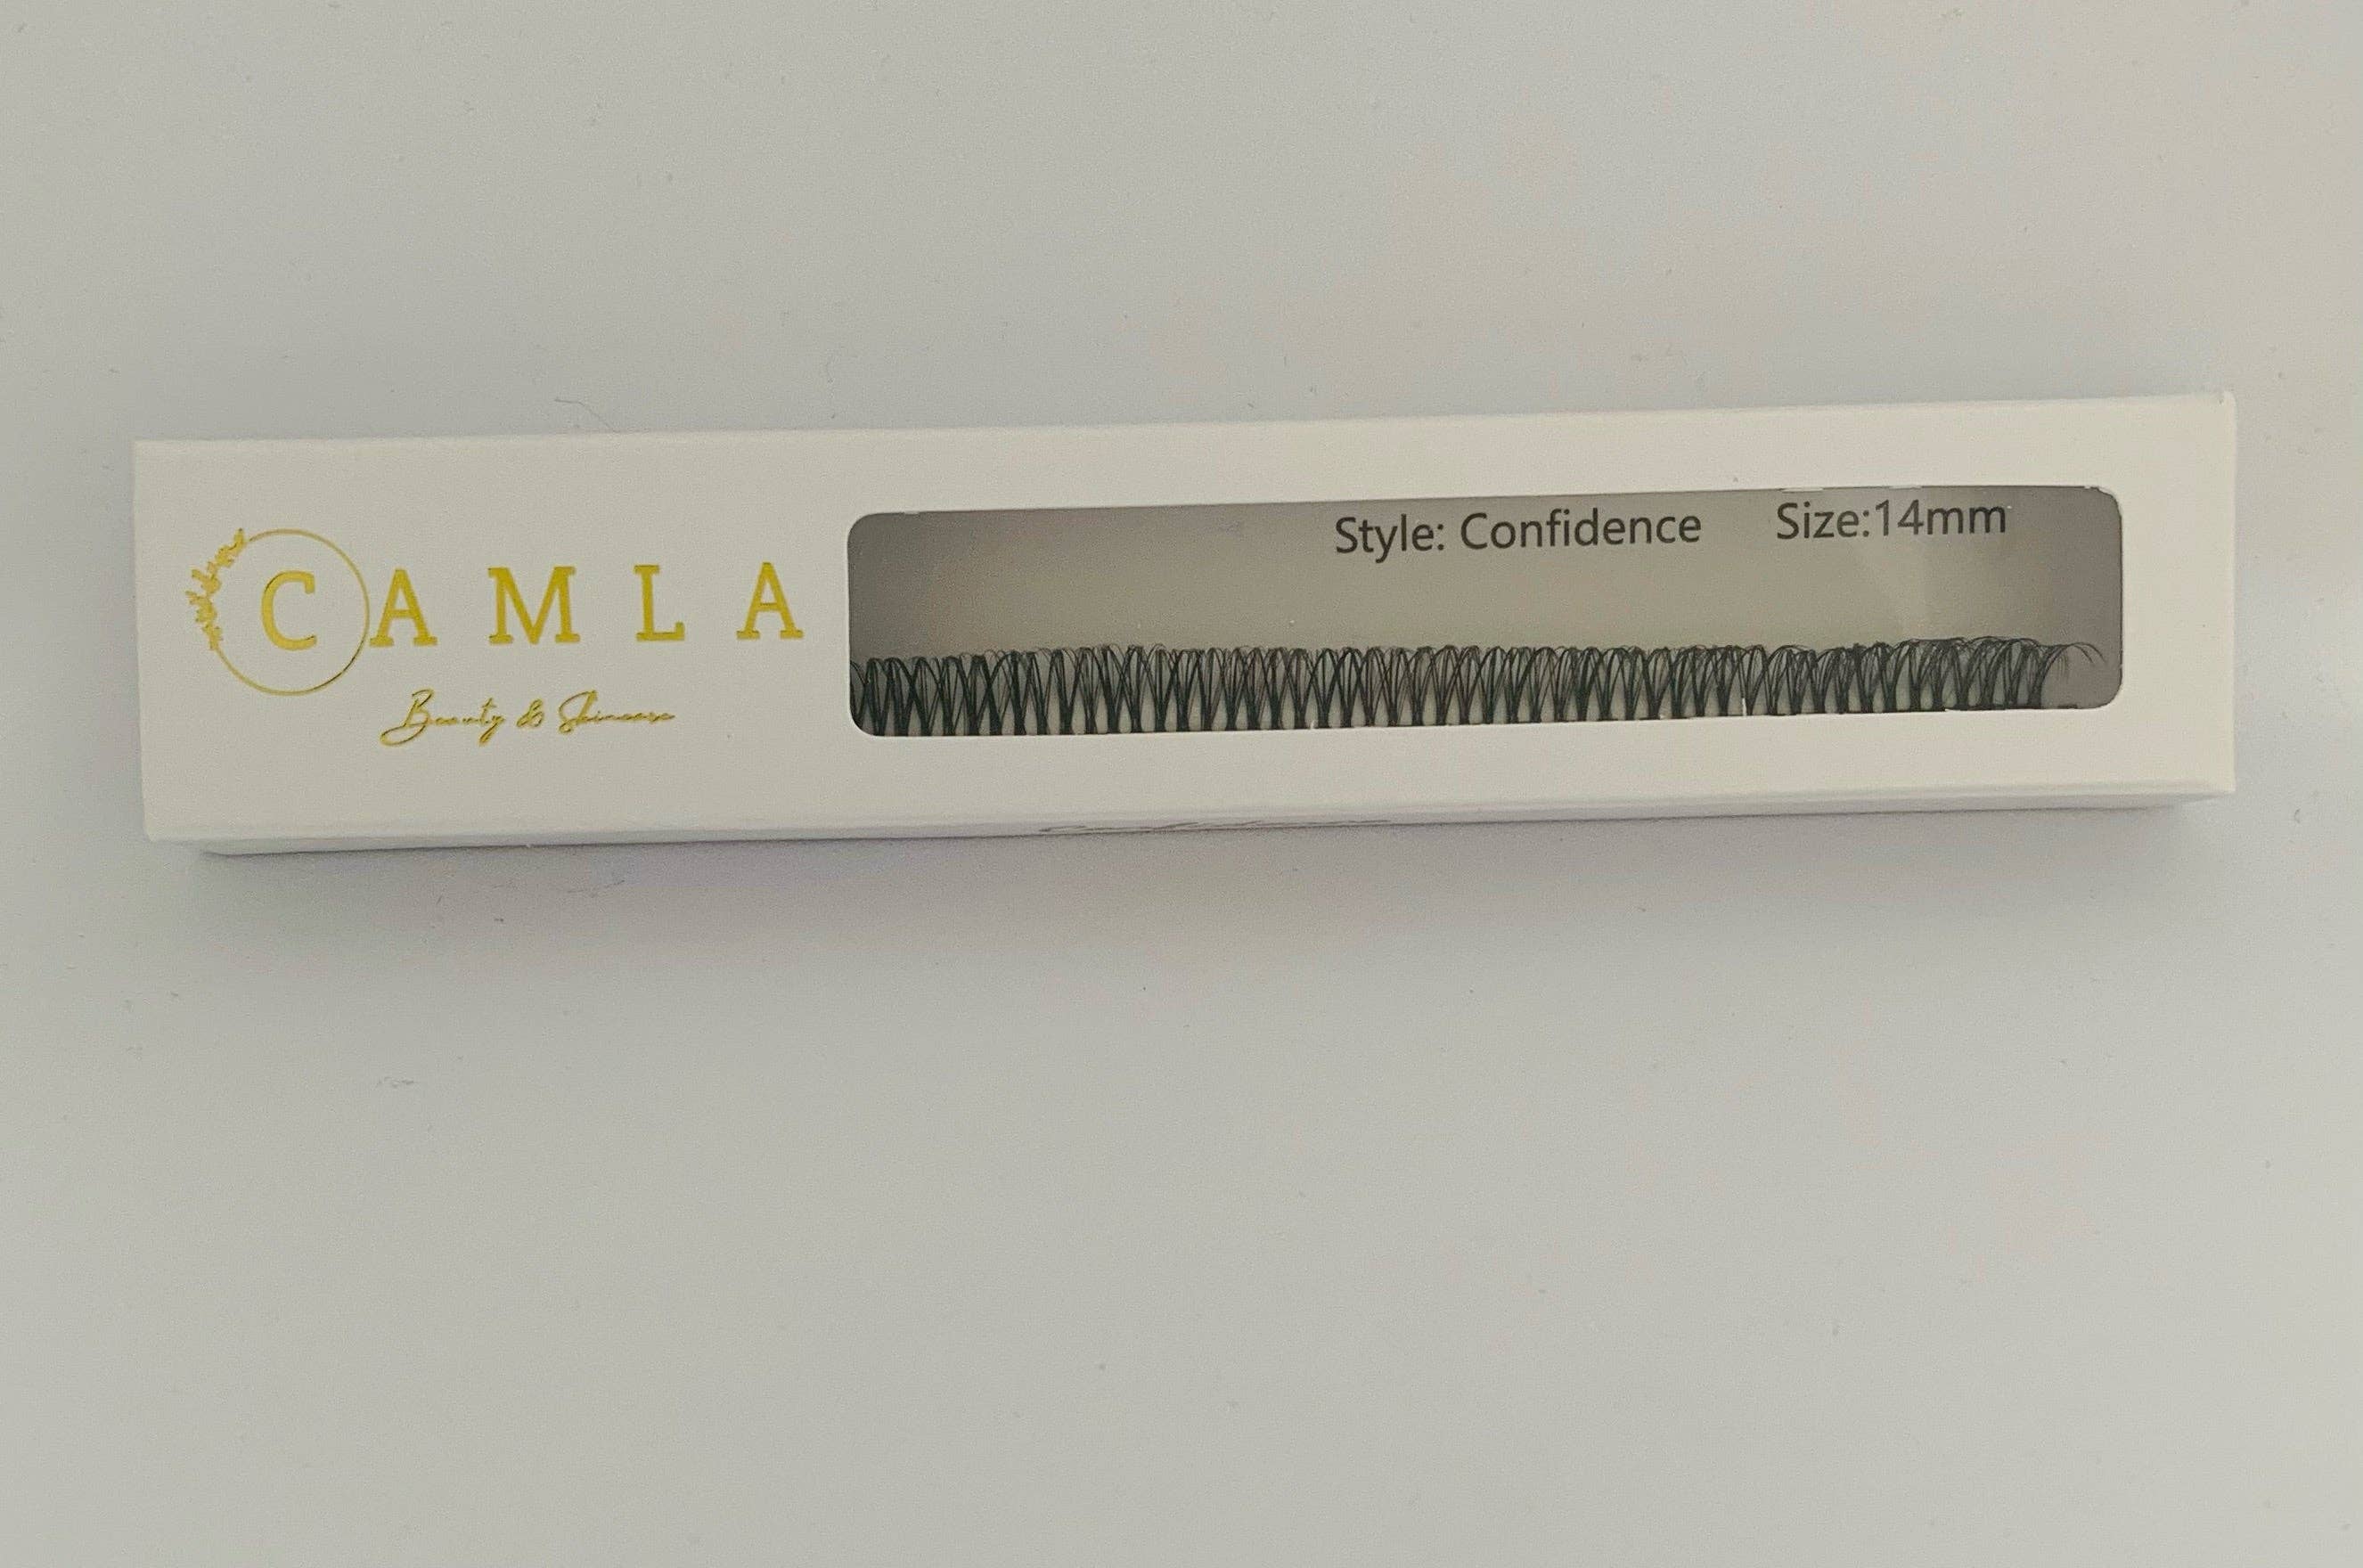 CAMLA
Beauty & Skincare
Style: Confidence Size:14mm